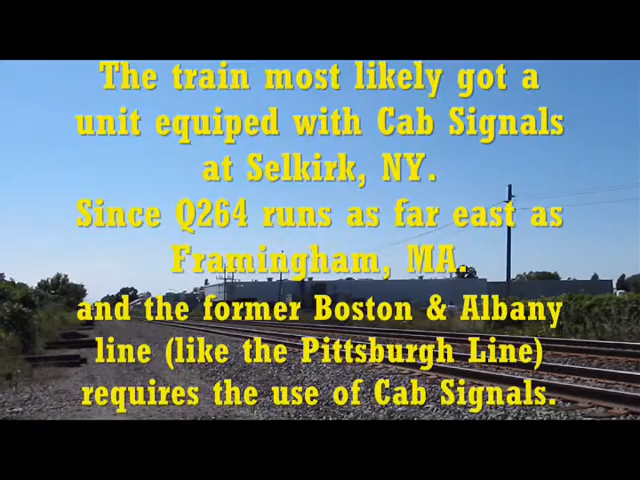 The train most likely got a
unit equiped with Cab Signals
at Selkirk, NY.
Since Q264 runs as far east as
Framingham, MA.
and the former Boston & Albany
line (like the Pittsburgh Line)
requires the use of Cab Signals.